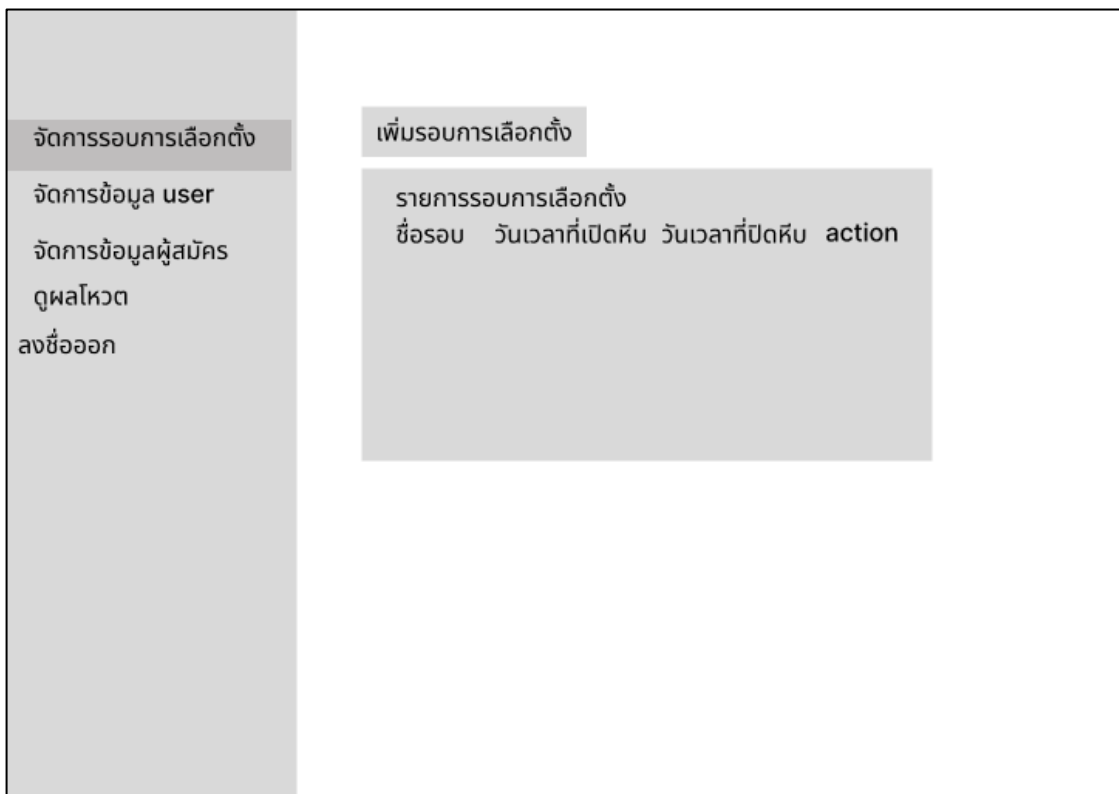 จัดการรอบการเลือกตั้ง
จัดการข้อมูล user
จัดการข้อมูลผู้สมัคร
ดูผลโหวต
ลงชื่อออก
เพิ่มรอบการเลือกตั้ง
รายการรอบการเลือกตั้ง
ชื่อรอบ วันเวลาที่เปิดหีบ วันเวลาที่ปิดหีบ action